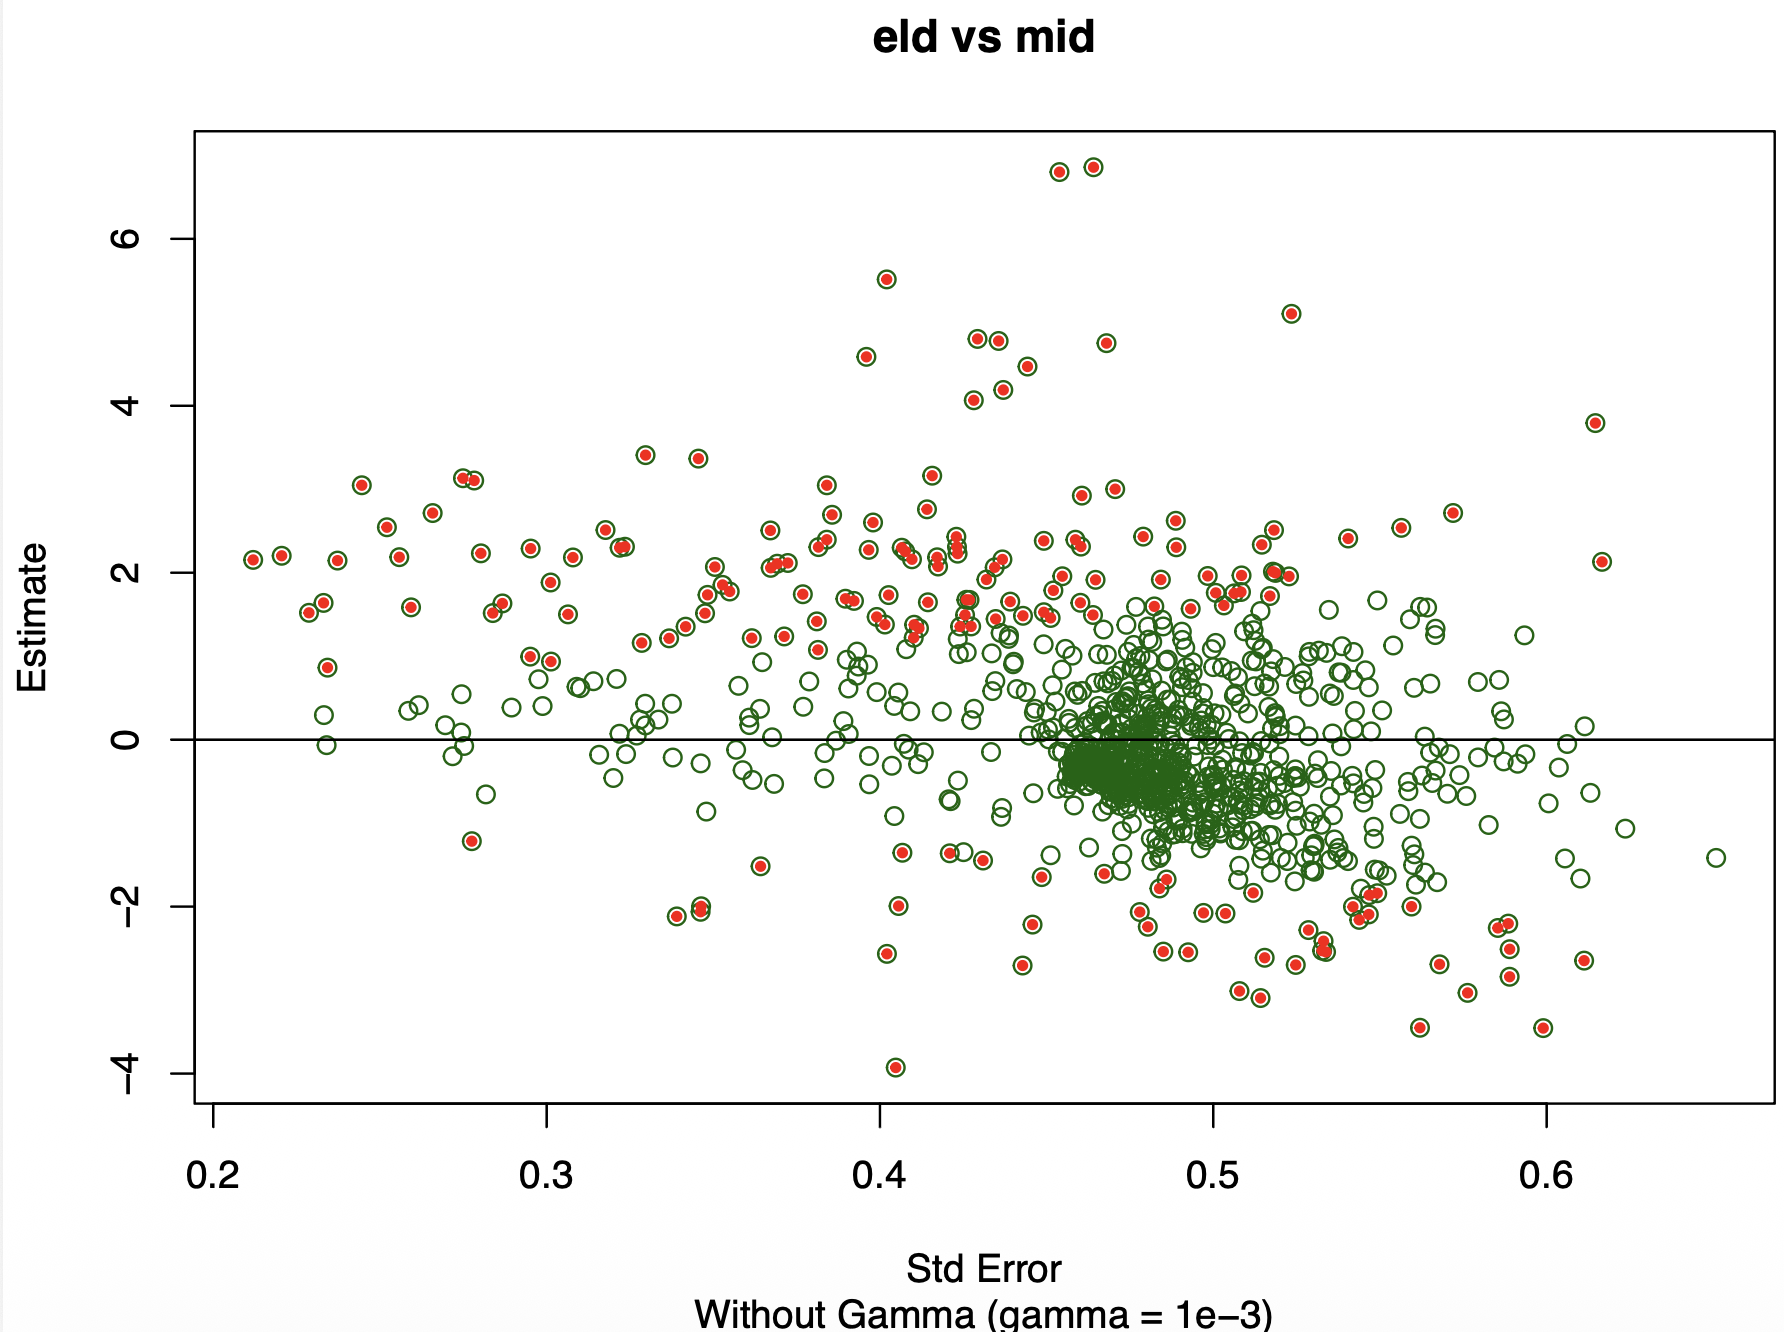 eld vs mid
Estimate
6
4
2
0
−2
−4
0.2 0.3 0.4 0.5 0.6
Std Error
Without Gamma (gamma = 1e−3)